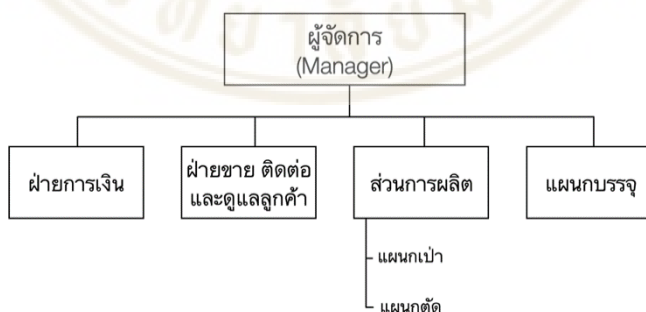 ผู้จัดการ
(Manager)
ฝ่ายการเงิน
ฝ่ายขาย ติดต่อ
และดูแลลูกค้า
ส่วนการผลิต
แผนกบรรจุ
แผนกเป่า
แผนกตัด